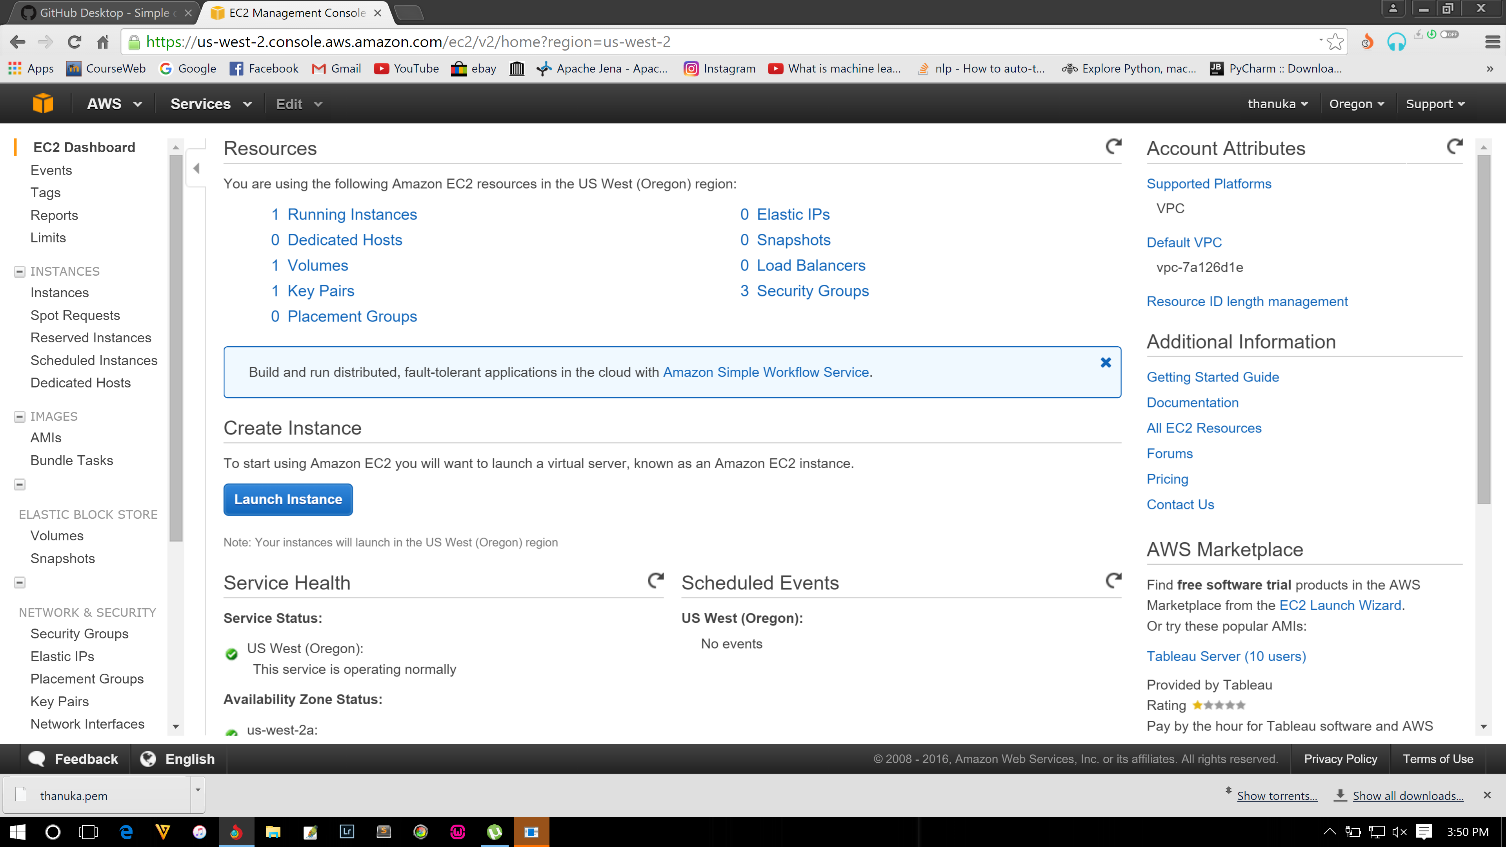 GitHub Desktop - Simple
EC2 Management Console
https://us-west-2.console.aws.amazon.com/ec2/v2/home?region=us-west-2
Apps CourseWeb Google Facebook Gmail YouTube ebay Apache Jena - Apac... Instagram What is machine lea... nlp - How to auto-t... Explore Python, mac... PyCharm :: Downloa... »
AWS Services Edit thanuka Oregon Support
EC2 Dashboard
Events
Tags
Reports
Limits
INSTANCES
Instances
Spot Requests
Reserved Instances
Scheduled Instances
Dedicated Hosts
IMAGES
AMIs
Bundle Tasks
ELASTIC BLOCK STORE
Volumes
Snapshots
NETWORK & SECURITY
Security Groups
Elastic IPs
Placement Groups
Key Pairs
Network Interfaces
Resources
You are using the following Amazon EC2 resources in the US West (Oregon) region:
1 Running Instances
0 Dedicated Hosts
1 Volumes
1 Key Pairs
0 Placement Groups
0 Elastic IPs
0 Snapshots
0 Load Balancers
3 Security Groups
Build and run distributed, fault-tolerant applications in the cloud with Amazon Simple Workflow Service.
Create Instance
To start using Amazon EC2 you will want to launch a virtual server, known as an Amazon EC2 instance.
Launch Instance
Note: Your instances will launch in the US West (Oregon) region
Service Health
Service Status:
US West (Oregon):
This service is operating normally
Availability Zone Status:
us-west-2a:
Scheduled Events
US West (Oregon):
No events
Account Attributes
Supported Platforms
VPC
Default VPC
vpc-7a126d1e
Resource ID length management
Additional Information
Getting Started Guide
Documentation
All EC2 Resources
Forums
Pricing
Contact Us
AWS Marketplace
Find free software trial products in the AWS
Marketplace from the EC2 Launch Wizard.
Or try these popular AMIs:
Tableau Server (10 users)
Provided by Tableau
Rating
Pay by the hour for Tableau software and AWS
Feedback English © 2008 - 2016, Amazon Web Services, Inc. or its affiliates. All rights reserved. Privacy Policy Terms of Use
thanuka.pem Show torrents... Show all downloads...
3:50 PM